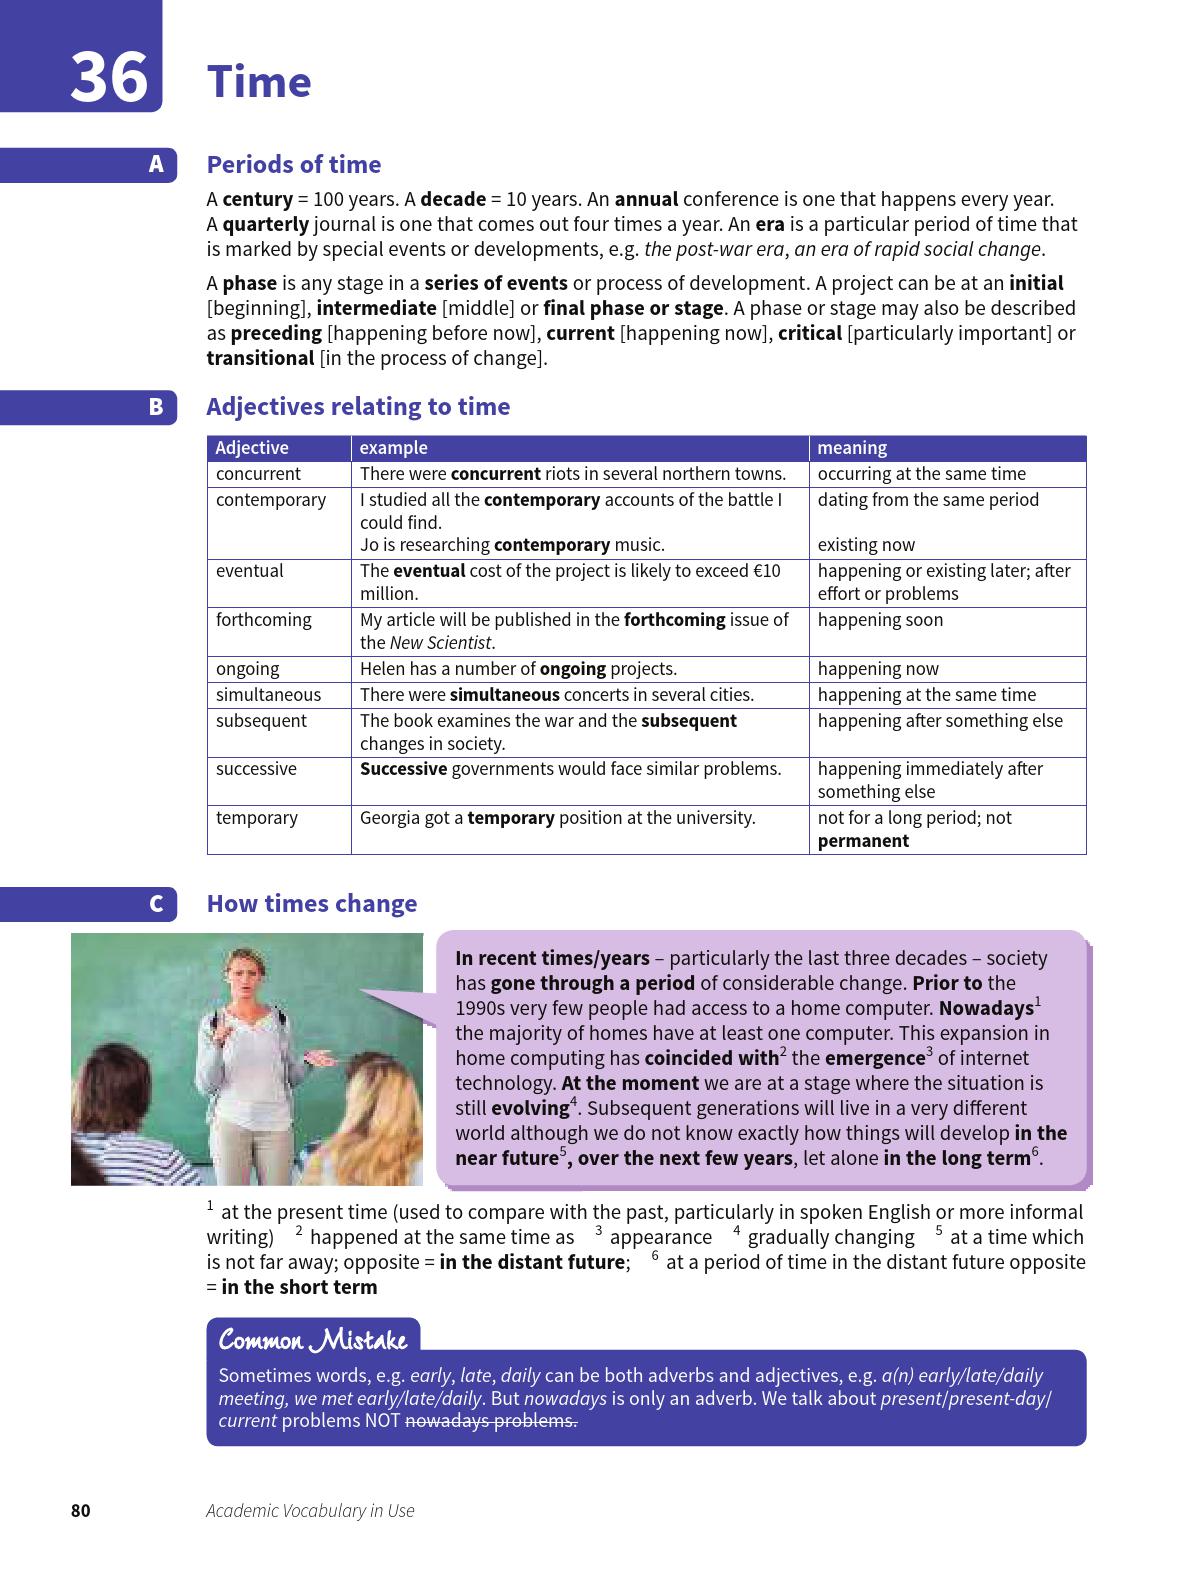 36
Time
A
Periods of time
A century = 100 years. A decade = 10 years. An annual conference is one that happens every year.
A quarterly journal is one that comes out four times a year. An era is a particular period of time that
is marked by special events or developments, e.g. the post-war era, an era of rapid social change.
A phase is any stage in a series of events or process of development. A project can be at an initial
[beginning], intermediate [middle] or final phase or stage. A phase or stage may also be described
as preceding [happening before now], current [happening now], critical [particularly important] or
transitional [in the process of change].
B
Adjectives relating to time
Adjective example meaning
concurrent There were concurrent riots in several northern towns. occurring at the same time
contemporary I studied all the contemporary accounts of the battle I dating from the same period
could find.
Jo is researching contemporary music. existing now
eventual The eventual cost of the project is likely to exceed €10 happening or existing later; after
million. effort or problems
forthcoming My article will be published in the forthcoming issue of happening soon
the New Scientist.
ongoing Helen has a number of ongoing projects. happening now
simultaneous There were simultaneous concerts in several cities. happening at the same time
subsequent The book examines the war and the subsequent happening after something else
changes in society.
successive Successive governments would face similar problems. happening immediately after
something else
temporary Georgia got a temporary position at the university. not for a long period; not
permanent
C
How times change
In recent times/years – particularly the last three decades – society
has gone through a period of considerable change. Prior to the
1990s very few people had access to a home computer. Nowadays1
the majority of homes have at least one computer. This expansion in
home computing has coincided with2 the emergence3 of internet
technology. At the moment we are at a stage where the situation is
still evolving4. Subsequent generations will live in a very different
world although we do not know exactly how things will develop in the
near future5, over the next few years, let alone in the long term6.
1 at the present time (used to compare with the past, particularly in spoken English or more informal
writing) 2 happened at the same time as 3 appearance 4 gradually changing 5 at a time which
is not far away; opposite = in the distant future; 6 at a period of time in the distant future opposite
= in the short term
Common Mistake
Sometimes words, e.g. early, late, daily can be both adverbs and adjectives, e.g. a(n) early/late/daily
meeting, we met early/late/daily. But nowadays is only an adverb. We talk about present/present-day/
current problems NOT nowadays problems.
80
Academic Vocabulary in Use